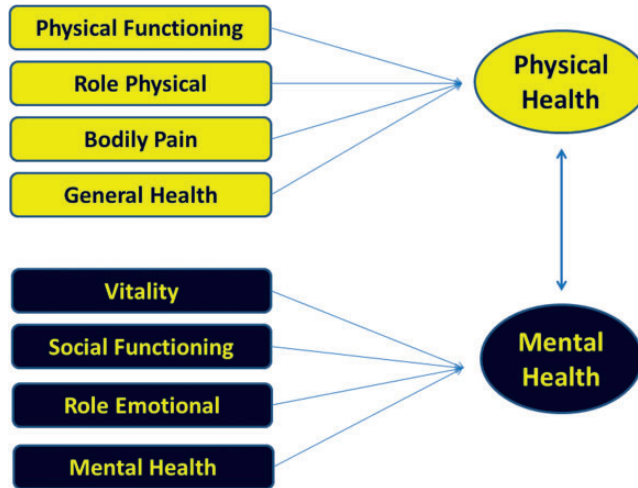 Physical Functioning
Role Physical
Bodily Pain
General Health
Physical
Health
Vitality
Social Functioning
Role Emotional
Mental Health
Mental
Health